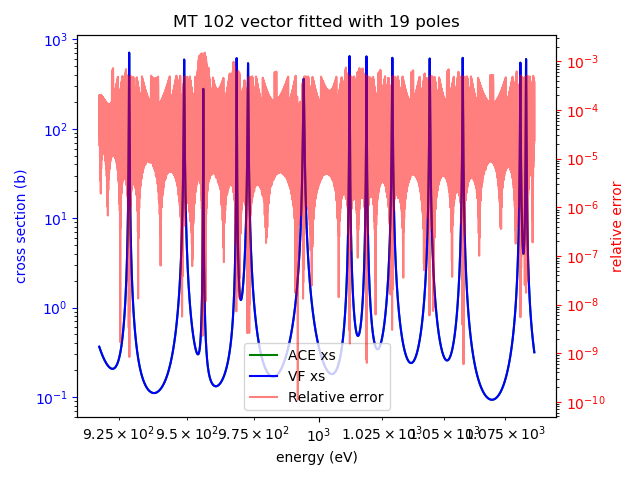 MT 102 vector fitted with 19 poles
cross section (b)
10³
10²
10¹
10⁰
10⁻¹
10⁻³
10⁻⁴
10⁻⁵
10⁻⁶
10⁻⁷
10⁻⁸
10⁻⁹
10⁻¹⁰
relative error
ACE xs
VF xs
Relative error
9.25 × 10² 9.5 × 10² 9.75 × 10² 10³ 1.025 × 10³ 1.05 × 10³ 1.075 × 10³
energy (eV)